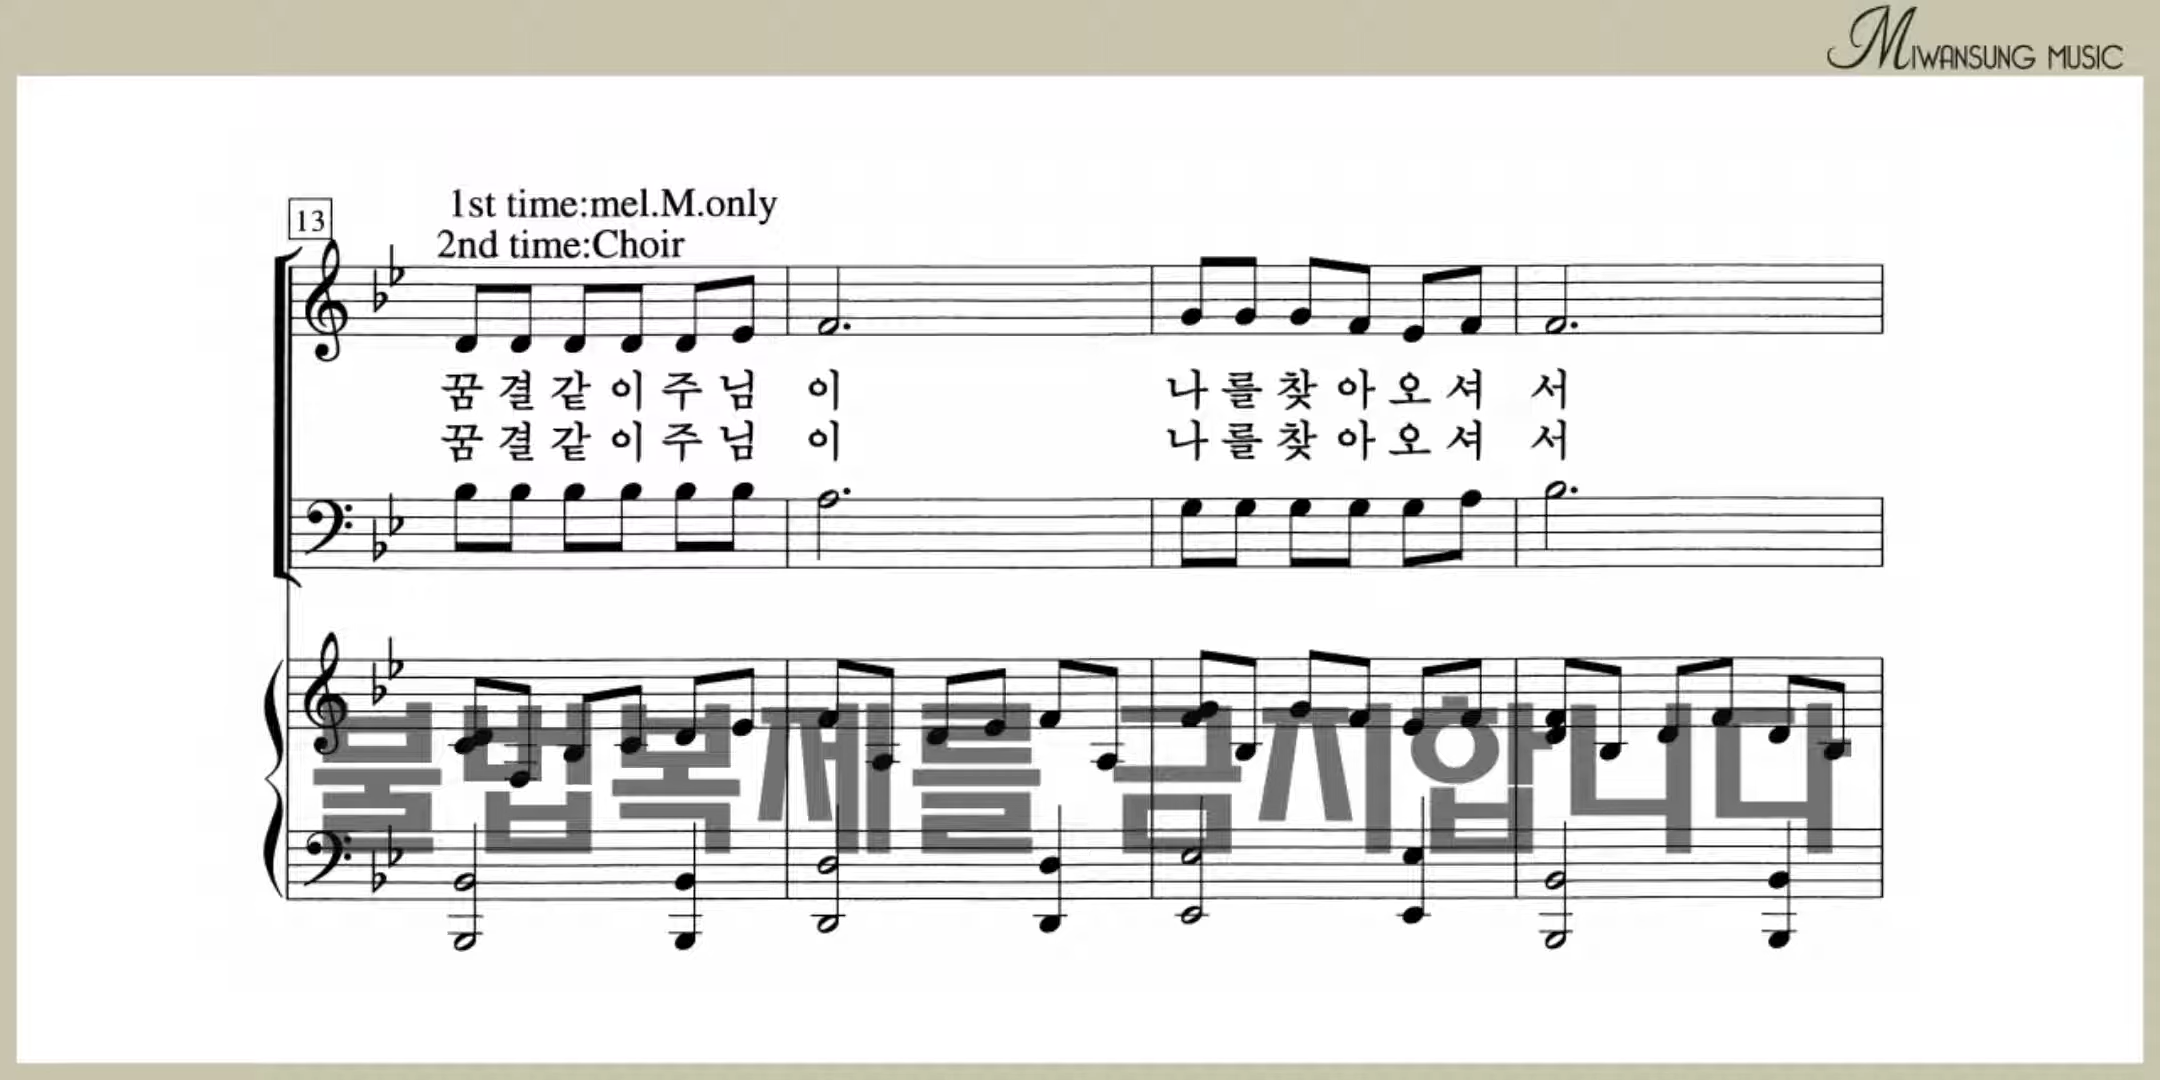 MIWANSUNG MUSIC
1st time:mel.M.only
13
2nd time:Choir
꿈 결 같 이 주 님 이 나 를 찾 아 오 셔 서
꿈 결 같 이 주 님 이 나 를 찾 아 오 셔 서
불법복제를 금지합니다